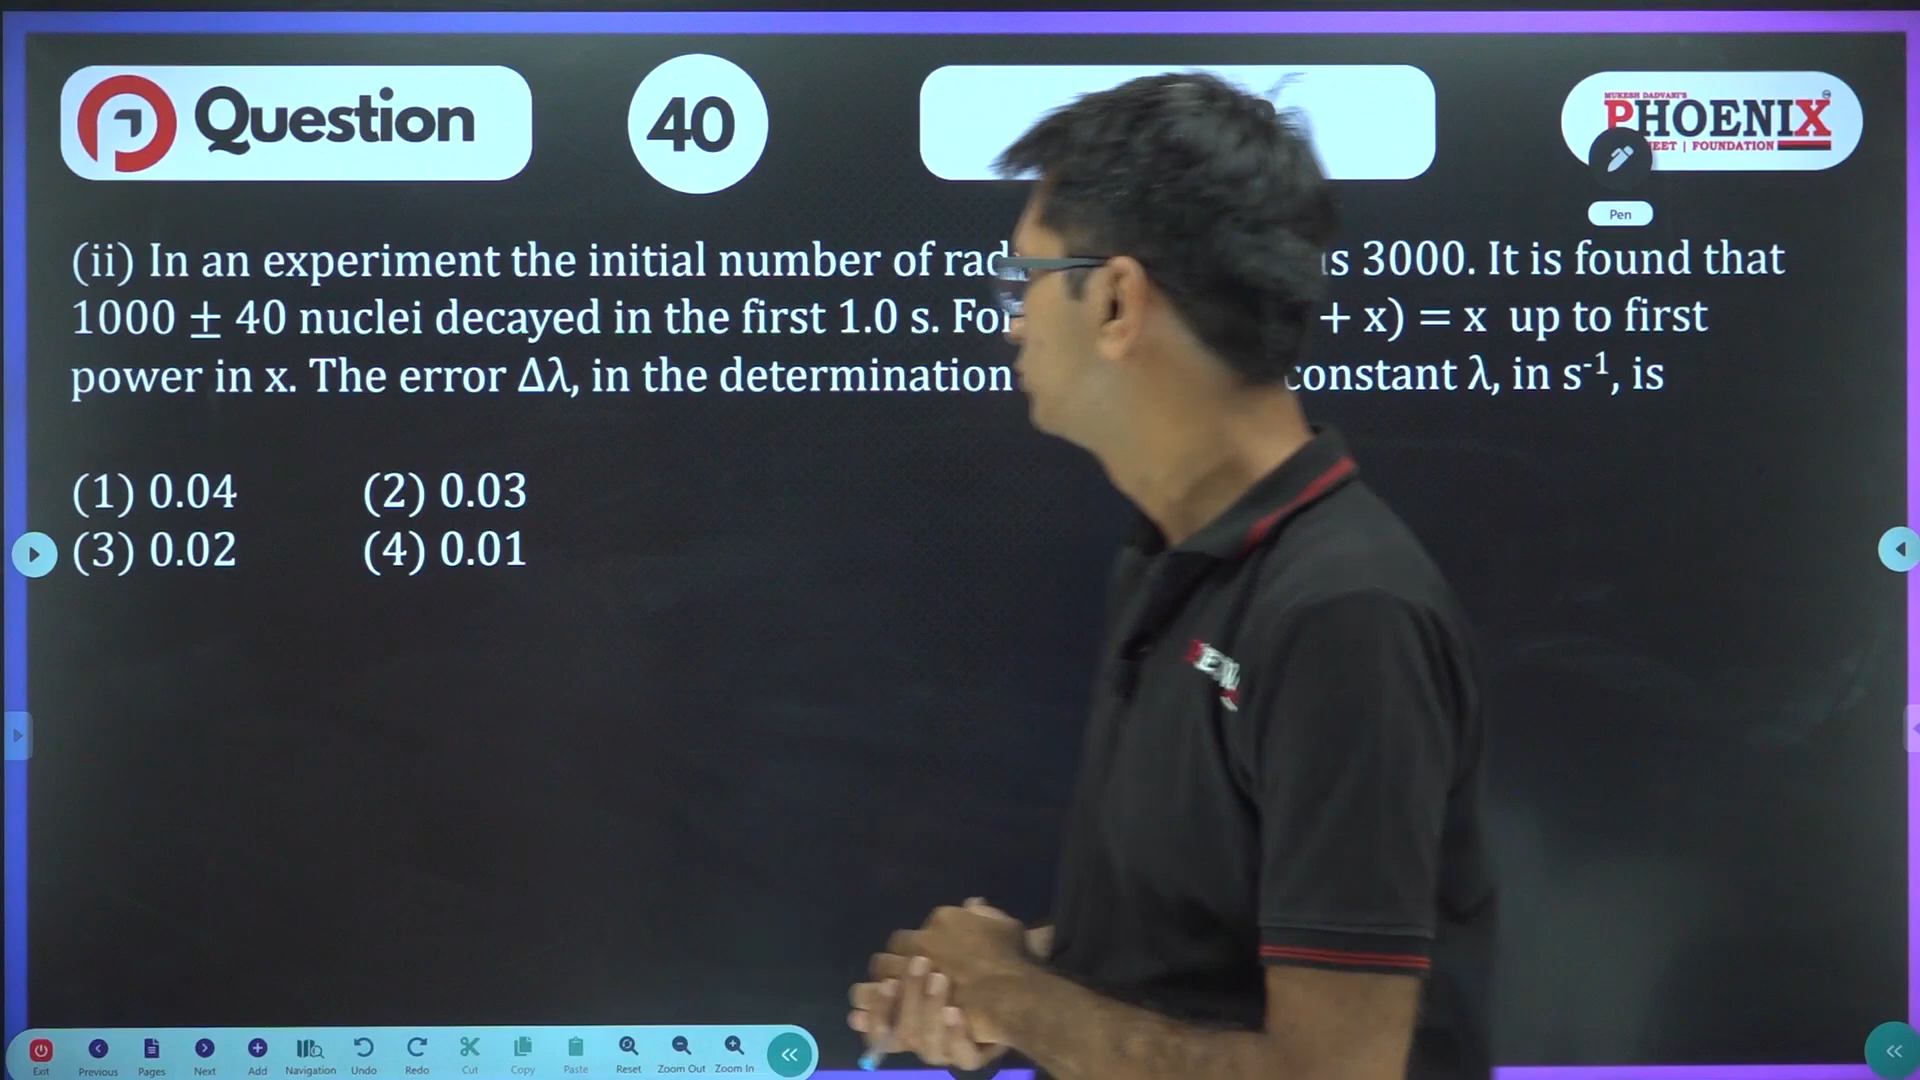 Question
40
MUKESH DADVANI'S
PHOENIX
EET | FOUNDATION
Pen
(ii) In an experiment the initial number of rad s 3000. It is found that
1000 ± 40 nuclei decayed in the first 1.0 s. For + x) = x up to first
power in x. The error Δλ, in the determination constant λ, in s⁻¹, is
(1) 0.04 (2) 0.03
(3) 0.02 (4) 0.01
Exit Previous Pages Next Add Navigation Undo Redo Cut Copy Paste Reset Zoom Out Zoom In